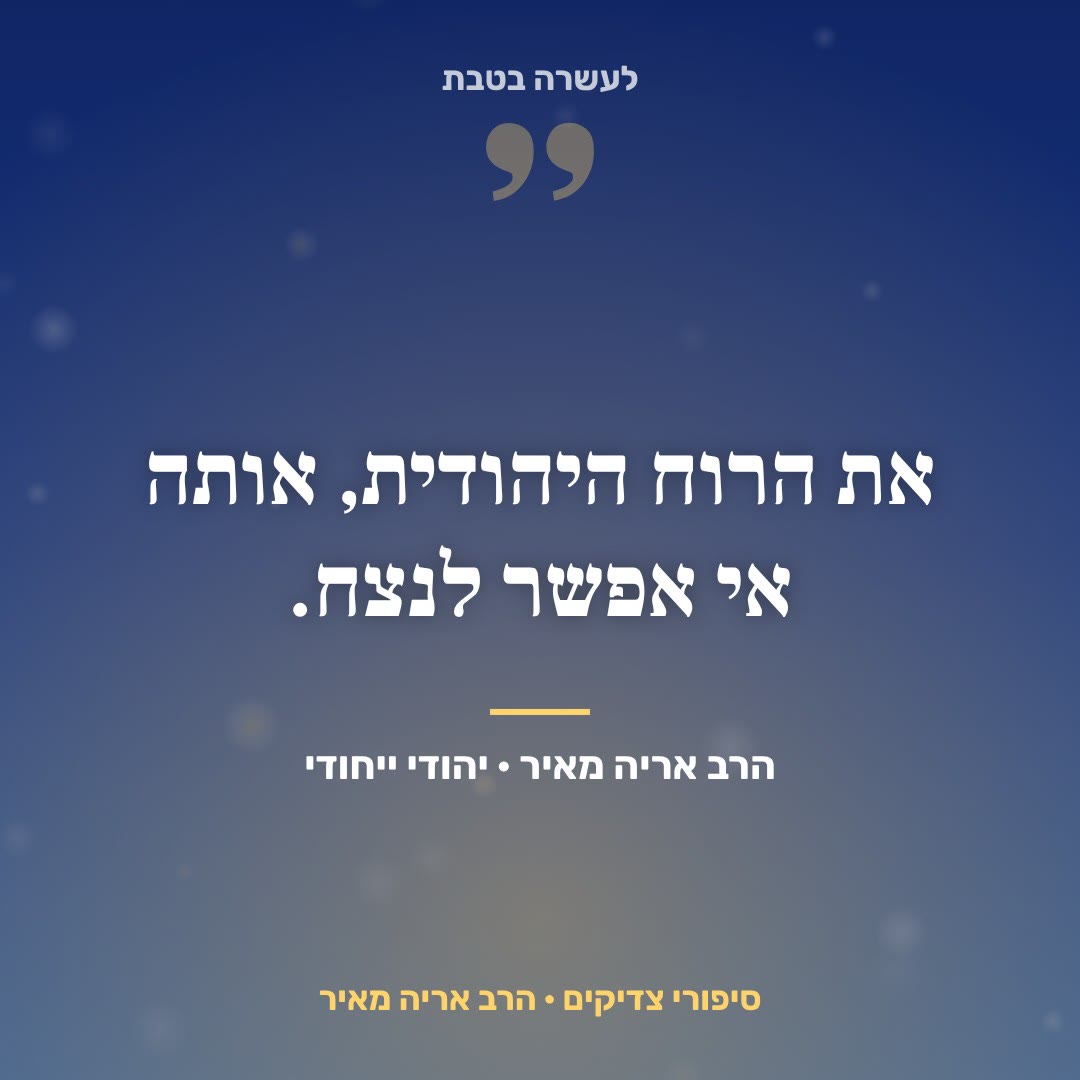 לעשרה בטבת
”
את הרוח היהודית, אותה
אי אפשר לנצח.
הרב אריה מאיר • יהודי ייחודי
סיפורי צדיקים • הרב אריה מאיר